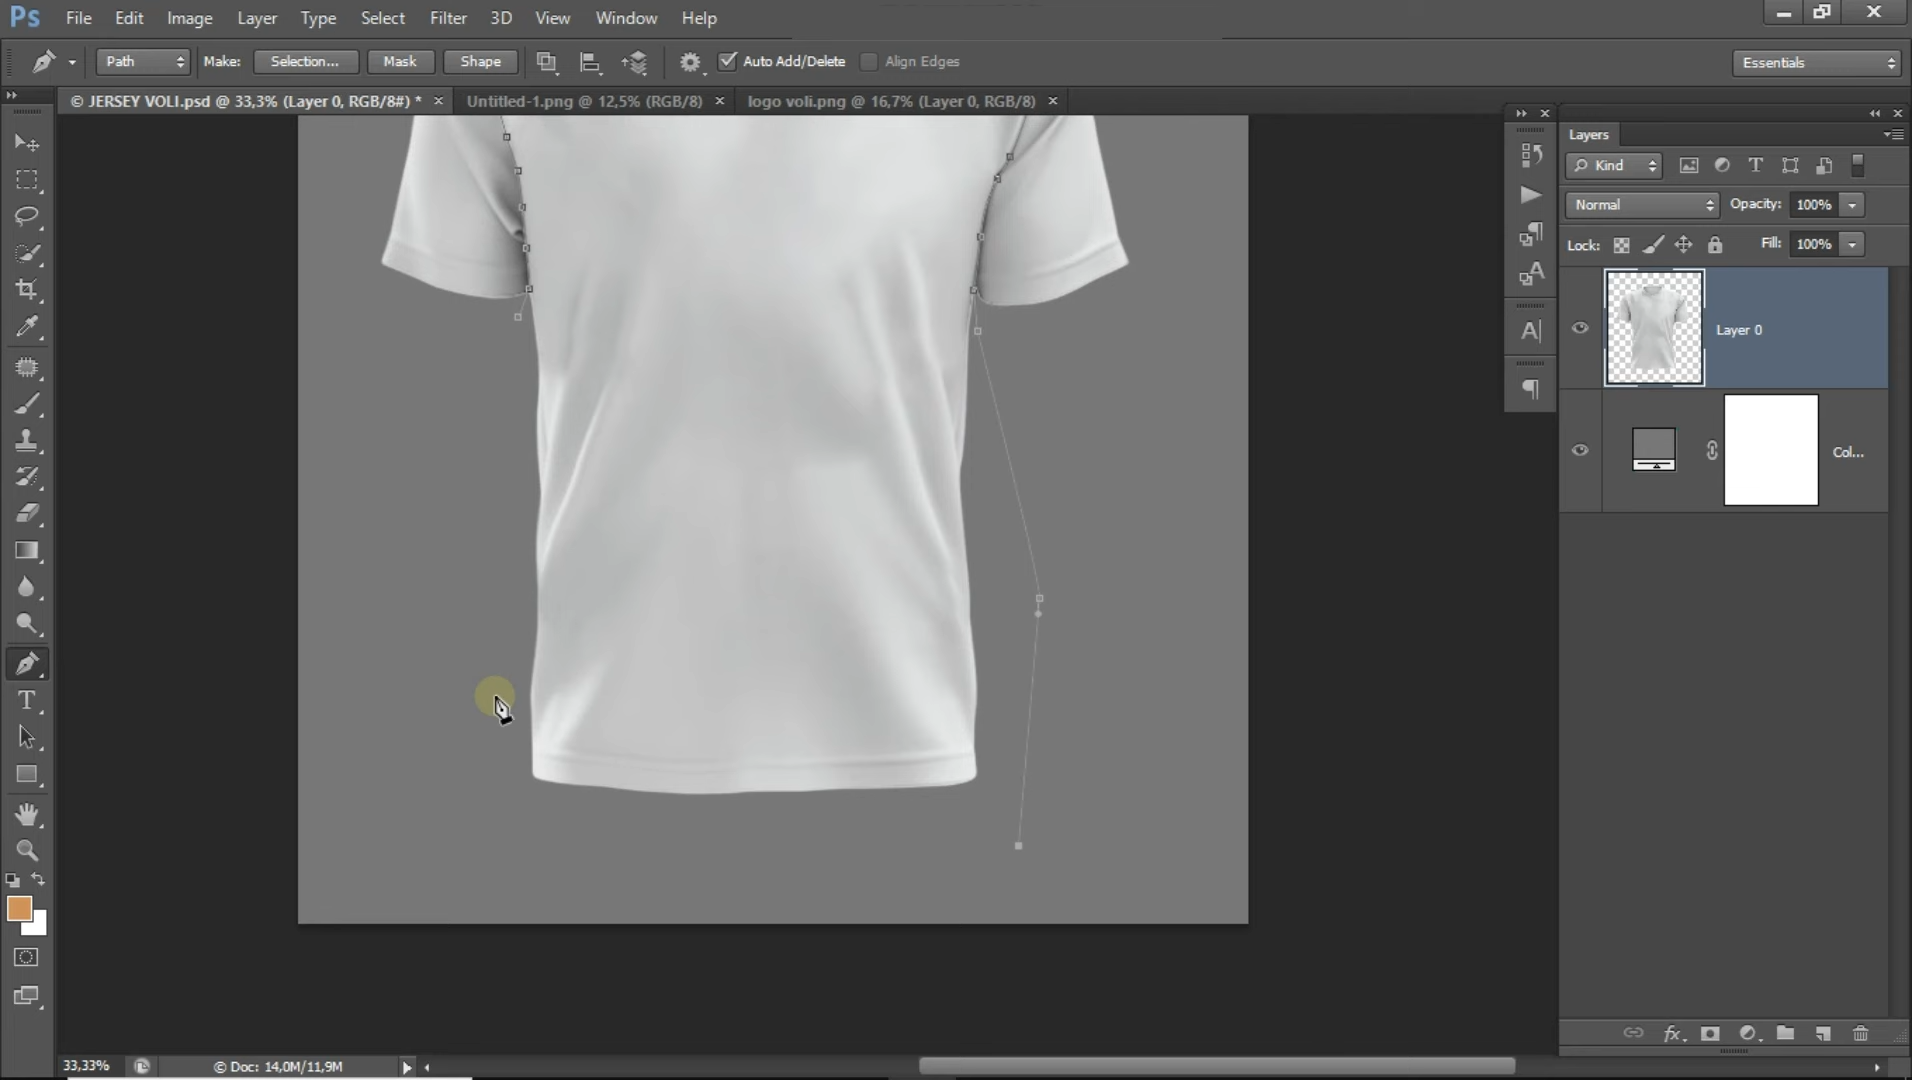 Ps File Edit Image Layer Type Select Filter 3D View Window Help
Path Make: Selection... Mask Shape Auto Add/Delete Align Edges Essentials
© JERSEY VOLI.psd @ 33,3% (Layer 0, RGB/8#) * Untitled-1.png @ 12,5% (RGB/8) logo voli.png @ 16,7% (Layer 0, RGB/8)
Layers
Kind
Normal Opacity: 100%
Lock: Fill: 100%
Layer 0
Col...
33,33% © Doc: 14,0M/11,9M